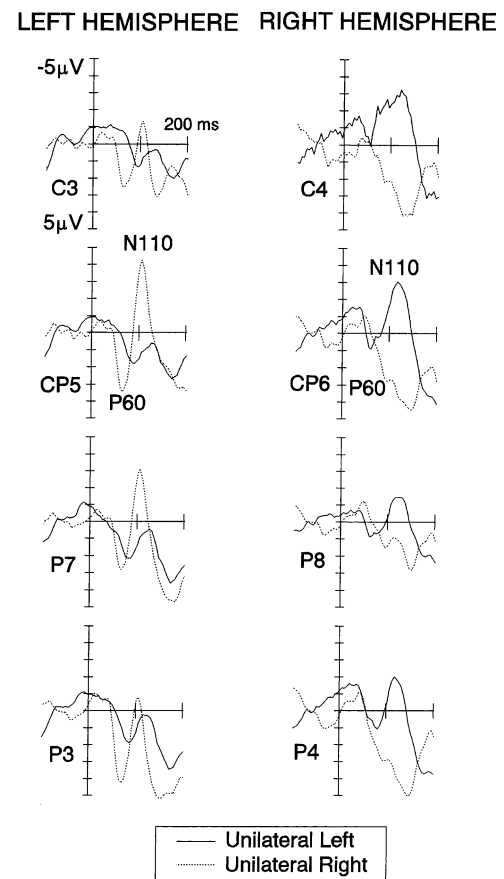 LEFT HEMISPHERE RIGHT HEMISPHERE
-5μV
200 ms
C3
C4
5μV
N110
N110
CP5
P60
CP6
P60
P7
P8
P3
P4
Unilateral Left
Unilateral Right